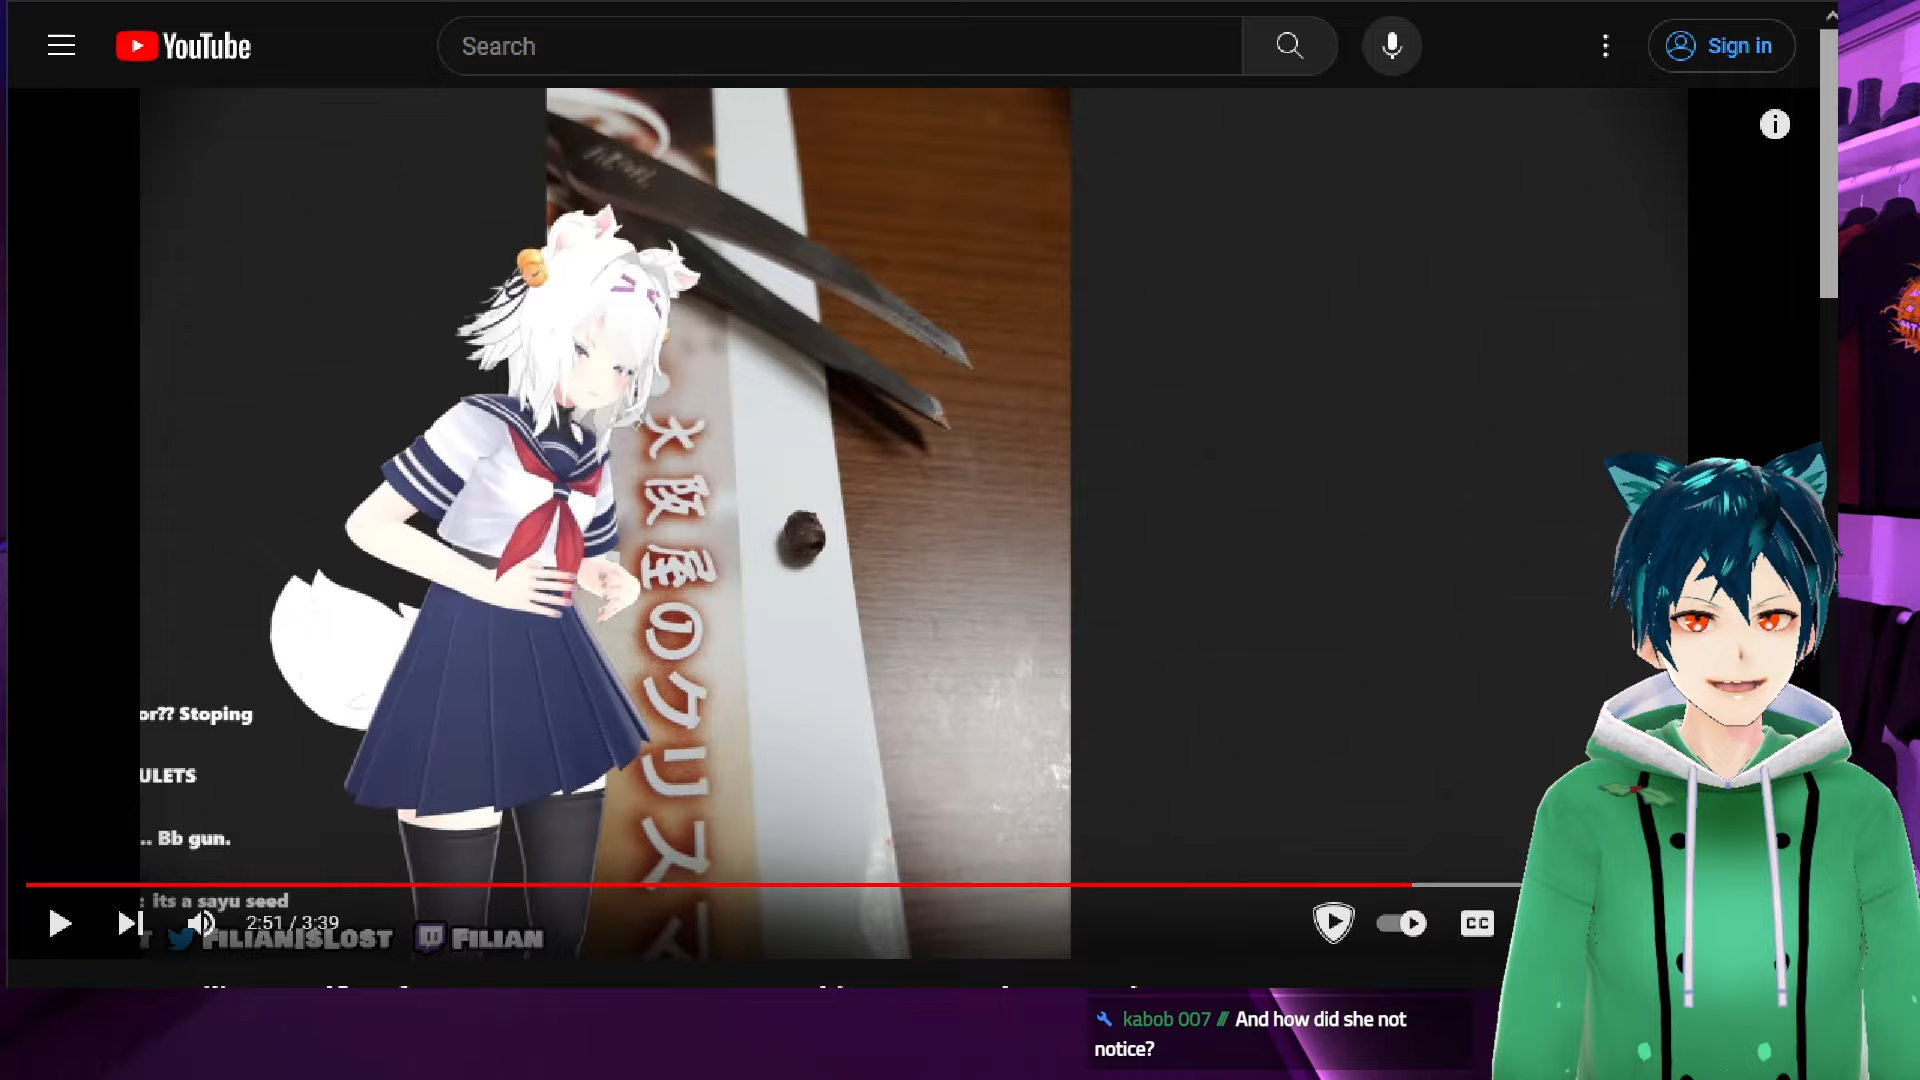 YouTube
Search
Sign in
大阪屋のクリス
or?? Stoping
ULETS
.. Bb gun.
: its a sayu seed
2:51 / 3:39
FILIANISLOST
FILIAN
CC
kabob 007 // And how did she not
notice?